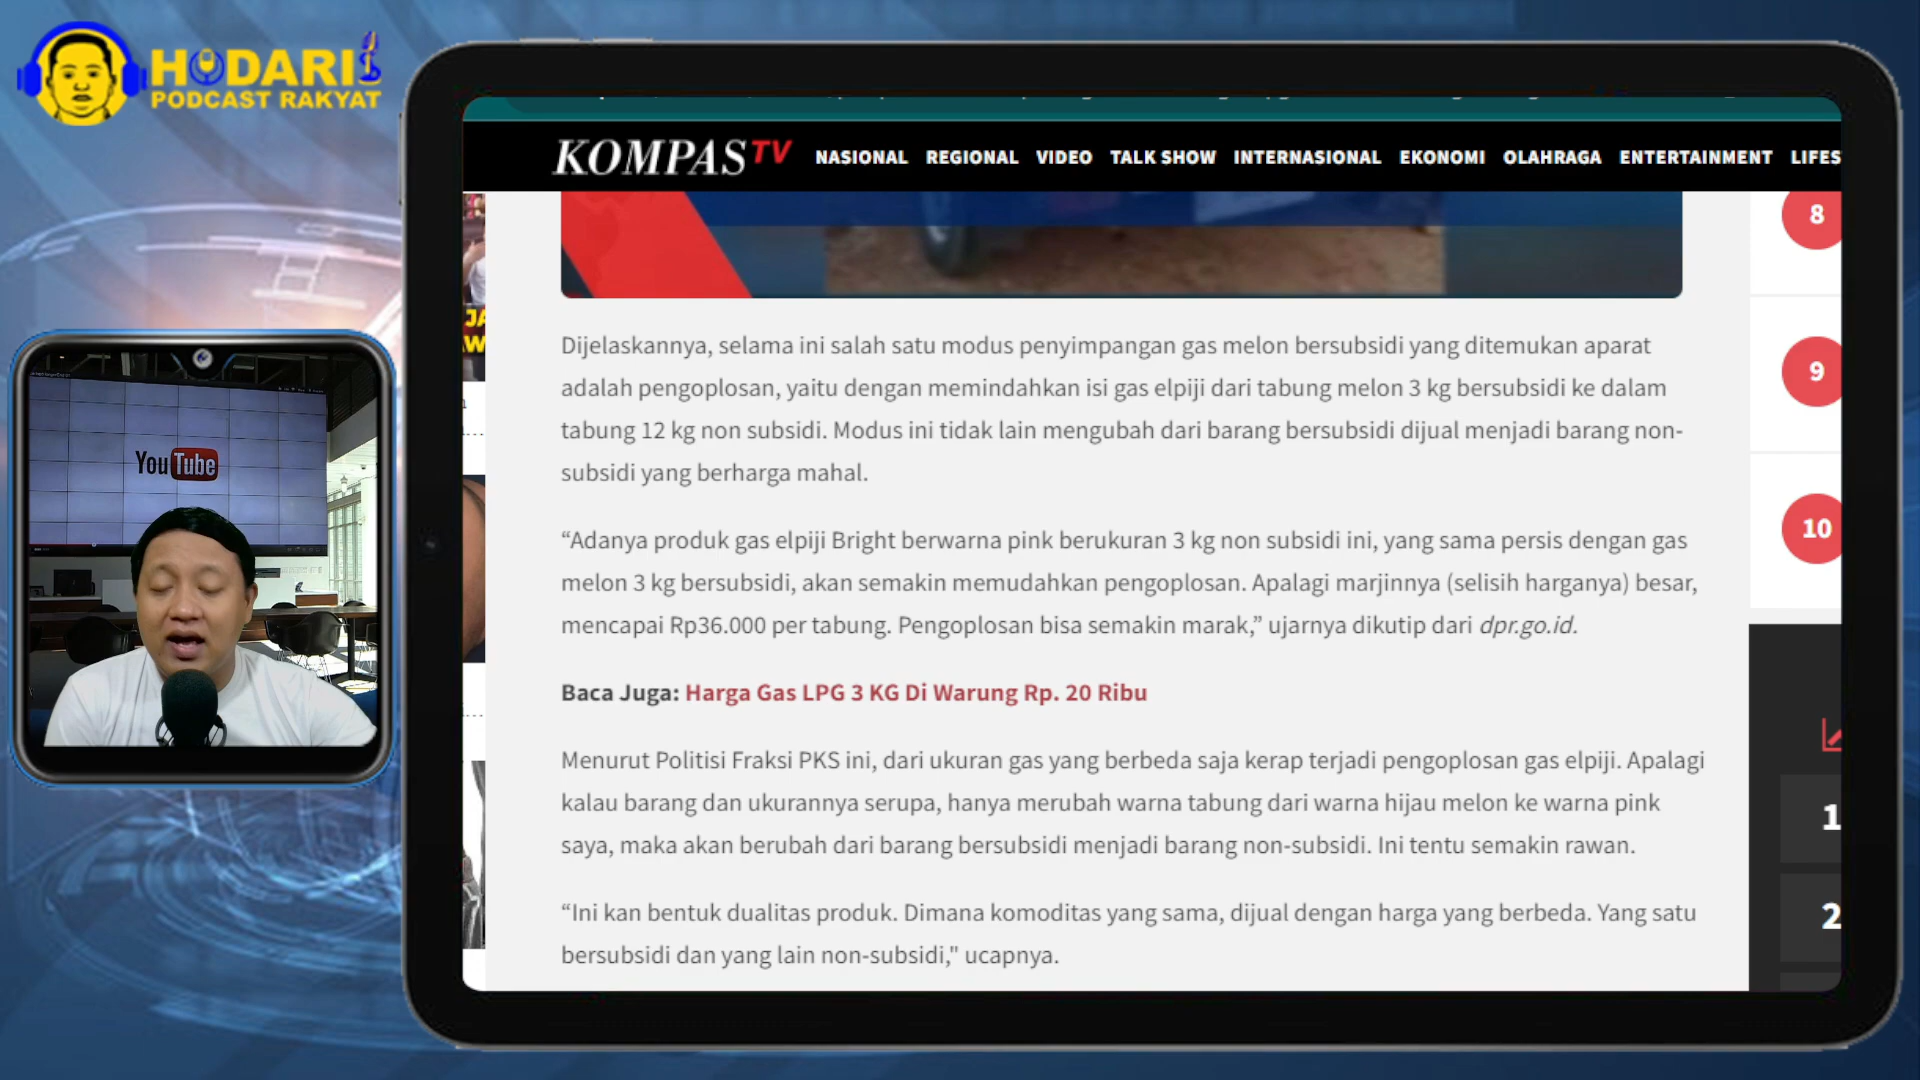 HODARI
PODCAST RAKYAT
YouTube
KOMPAS TV NASIONAL REGIONAL VIDEO TALK SHOW INTERNASIONAL EKONOMI OLAHRAGA ENTERTAINMENT LIFES
8
9
10
Dijelaskannya, selama ini salah satu modus penyimpangan gas melon bersubsidi yang ditemukan aparat
adalah pengoplosan, yaitu dengan memindahkan isi gas elpiji dari tabung melon 3 kg bersubsidi ke dalam
tabung 12 kg non subsidi. Modus ini tidak lain mengubah dari barang bersubsidi dijual menjadi barang non-
subsidi yang berharga mahal.
“Adanya produk gas elpiji Bright berwarna pink berukuran 3 kg non subsidi ini, yang sama persis dengan gas
melon 3 kg bersubsidi, akan semakin memudahkan pengoplosan. Apalagi marjinnya (selisih harganya) besar,
mencapai Rp36.000 per tabung. Pengoplosan bisa semakin marak,” ujarnya dikutip dari dpr.go.id.
Baca Juga: Harga Gas LPG 3 KG Di Warung Rp. 20 Ribu
Menurut Politisi Fraksi PKS ini, dari ukuran gas yang berbeda saja kerap terjadi pengoplosan gas elpiji. Apalagi
kalau barang dan ukurannya serupa, hanya merubah warna tabung dari warna hijau melon ke warna pink
saya, maka akan berubah dari barang bersubsidi menjadi barang non-subsidi. Ini tentu semakin rawan.
“Ini kan bentuk dualitas produk. Dimana komoditas yang sama, dijual dengan harga yang berbeda. Yang satu
bersubsidi dan yang lain non-subsidi," ucapnya.
1
2